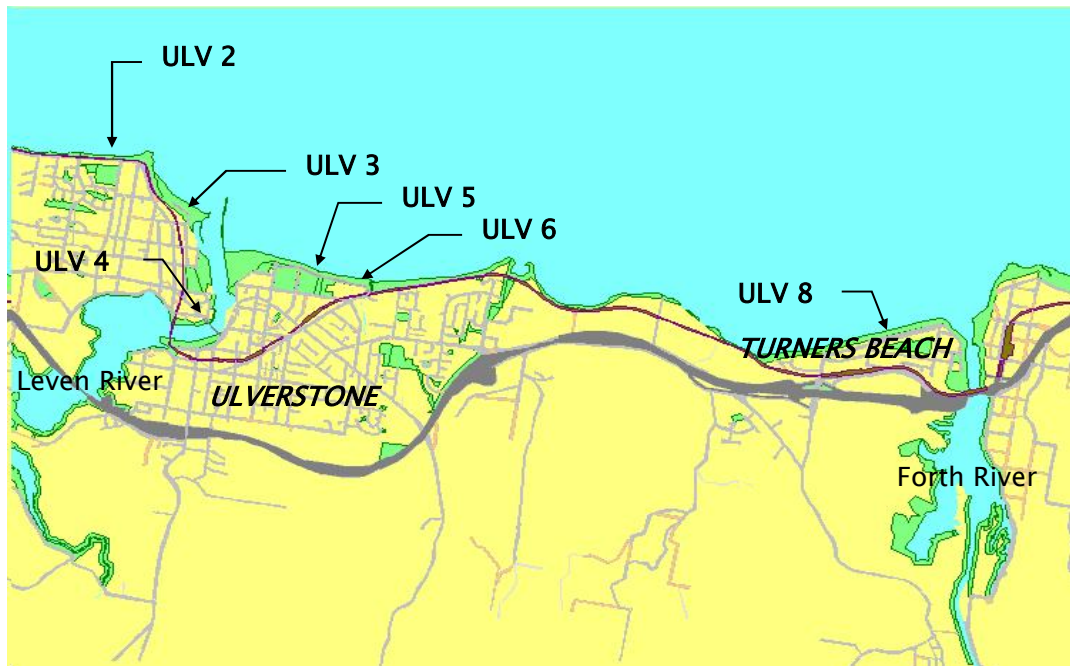 ULV 2
ULV 3
ULV 5
ULV 6
ULV 4
ULV 8
TURNERS BEACH
Leven River
ULVERSTONE
Forth River